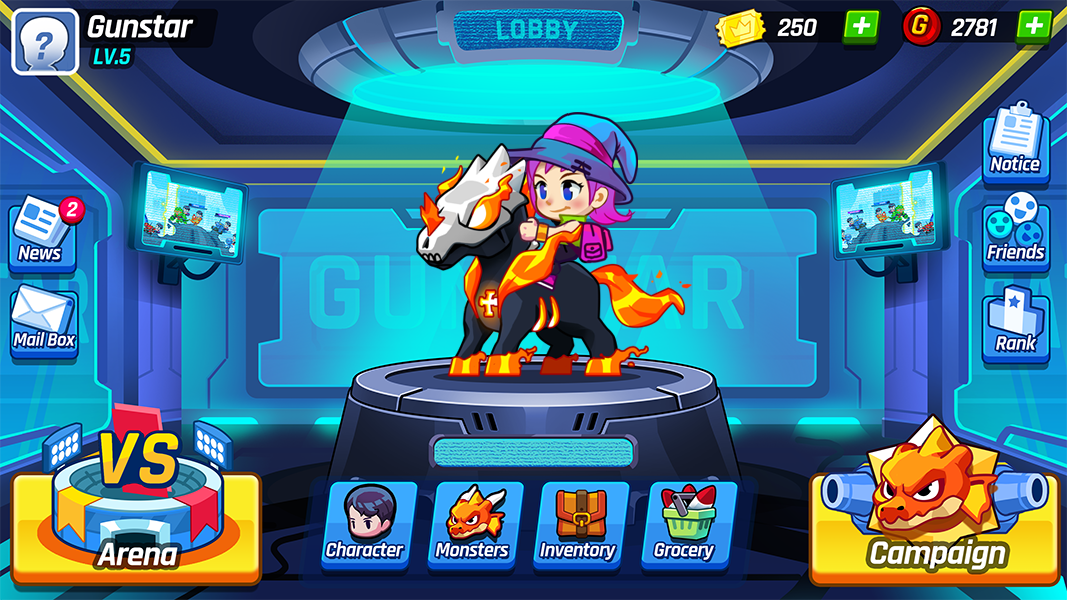 Gunstar
LV.5
LOBBY
250
G
2781
?
Notice
2
News
Friends
Mail Box
Rank
GUNSTAR
VS
Arena
Character
Monsters
Inventory
Grocery
Campaign